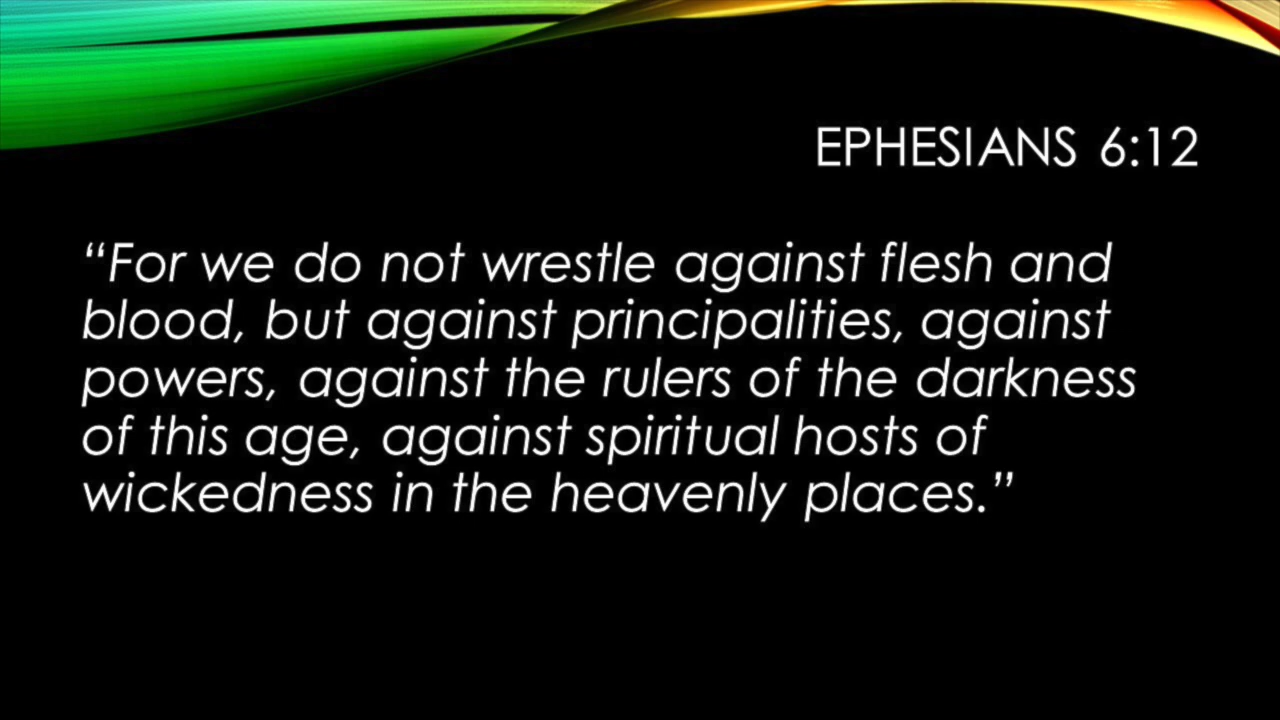 EPHESIANS 6:12
“For we do not wrestle against flesh and
blood, but against principalities, against
powers, against the rulers of the darkness
of this age, against spiritual hosts of
wickedness in the heavenly places.”